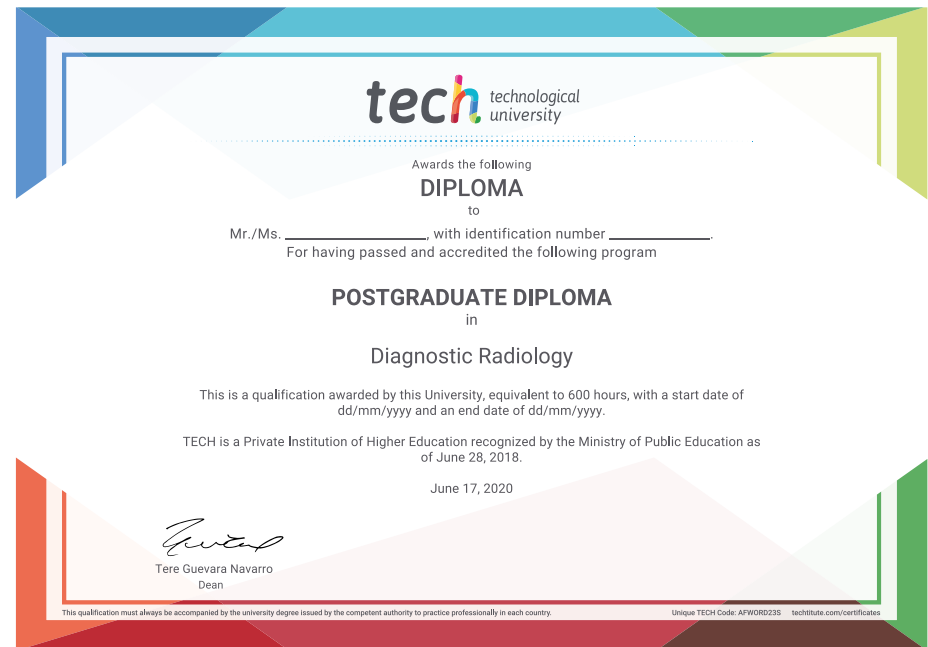 tech technological
university
Awards the following
DIPLOMA
to
Mr./Ms. ____________________, with identification number ______________.
For having passed and accredited the following program
POSTGRADUATE DIPLOMA
in
Diagnostic Radiology
This is a qualification awarded by this University, equivalent to 600 hours, with a start date of
dd/mm/yyyy and an end date of dd/mm/yyyy.
TECH is a Private Institution of Higher Education recognized by the Ministry of Public Education as
of June 28, 2018.
June 17, 2020
Tere Guevara Navarro
Dean
This qualification must always be accompanied by the university degree issued by the competent authority to practice professionally in each country.
Unique TECH Code: AFWORD23S techtitute.com/certificates